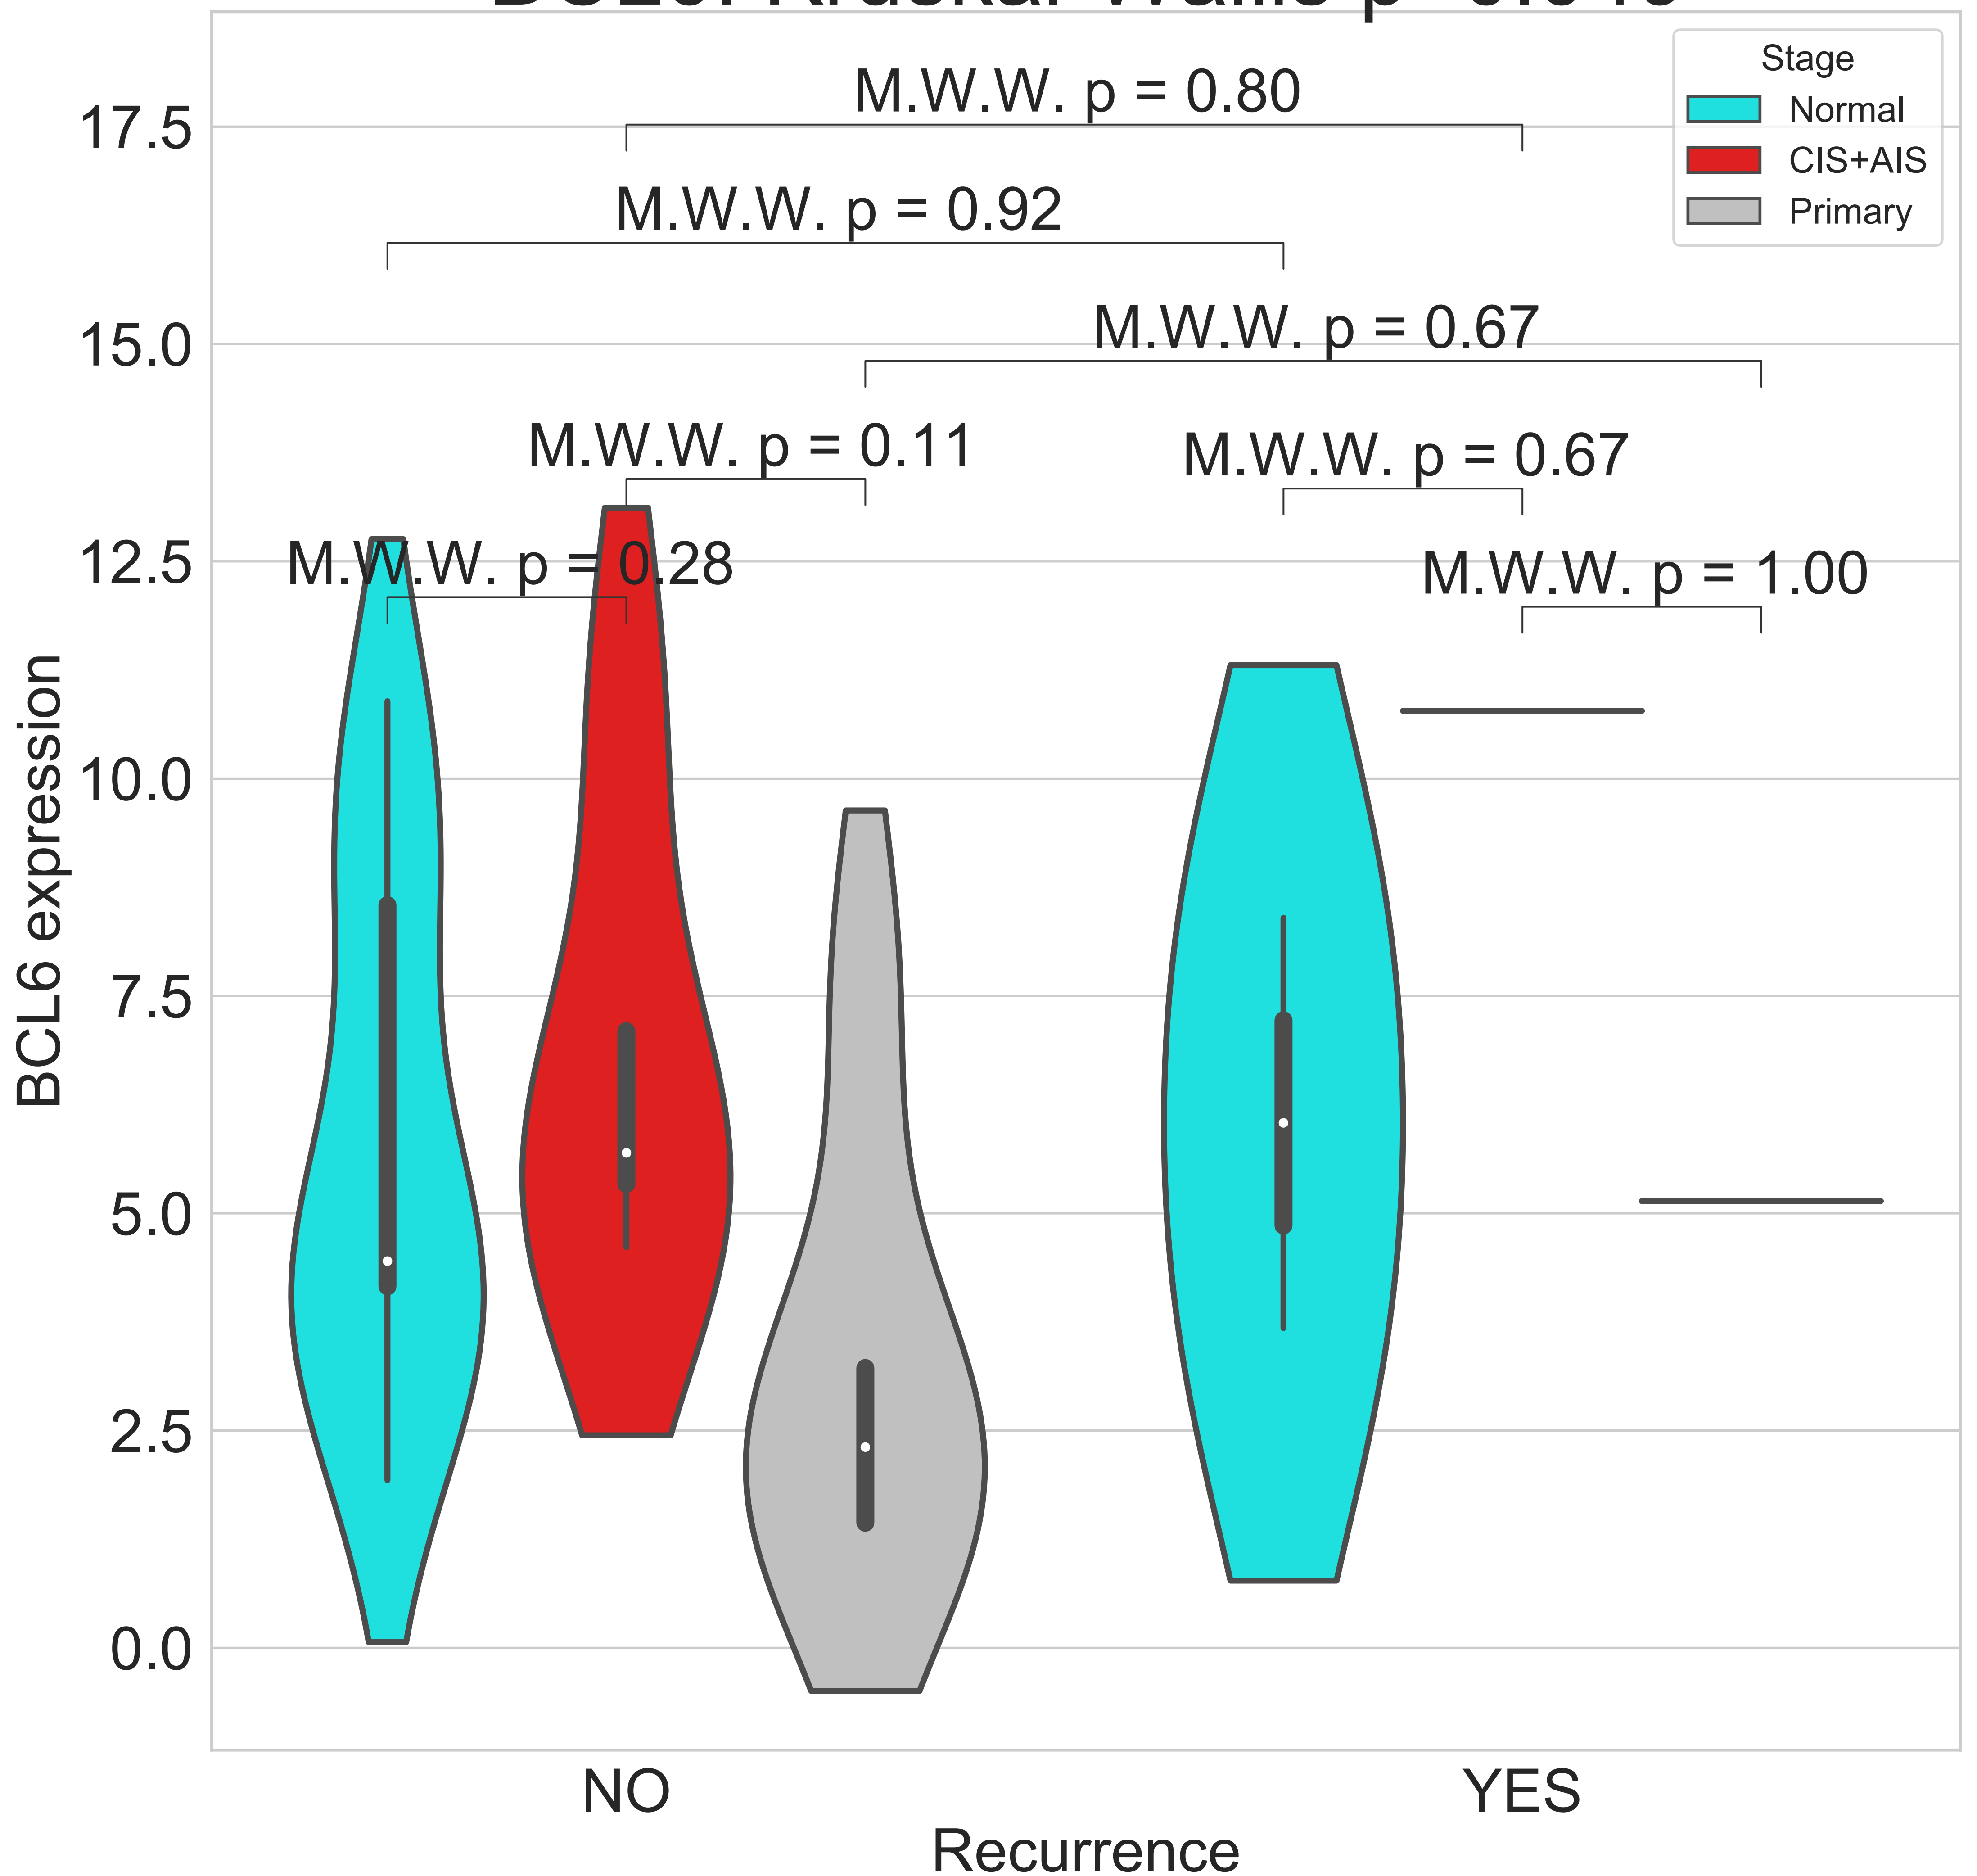 M.W.W. p = 0.80
M.W.W. p = 0.92
M.W.W. p = 0.67
M.W.W. p = 0.11
M.W.W. p = 0.67
M.W.W. p = 0.28
M.W.W. p = 1.00
Stage
Normal
CIS+AIS
Primary
17.5
15.0
12.5
10.0
7.5
5.0
2.5
0.0
BCL6 expression
NO
YES
Recurrence